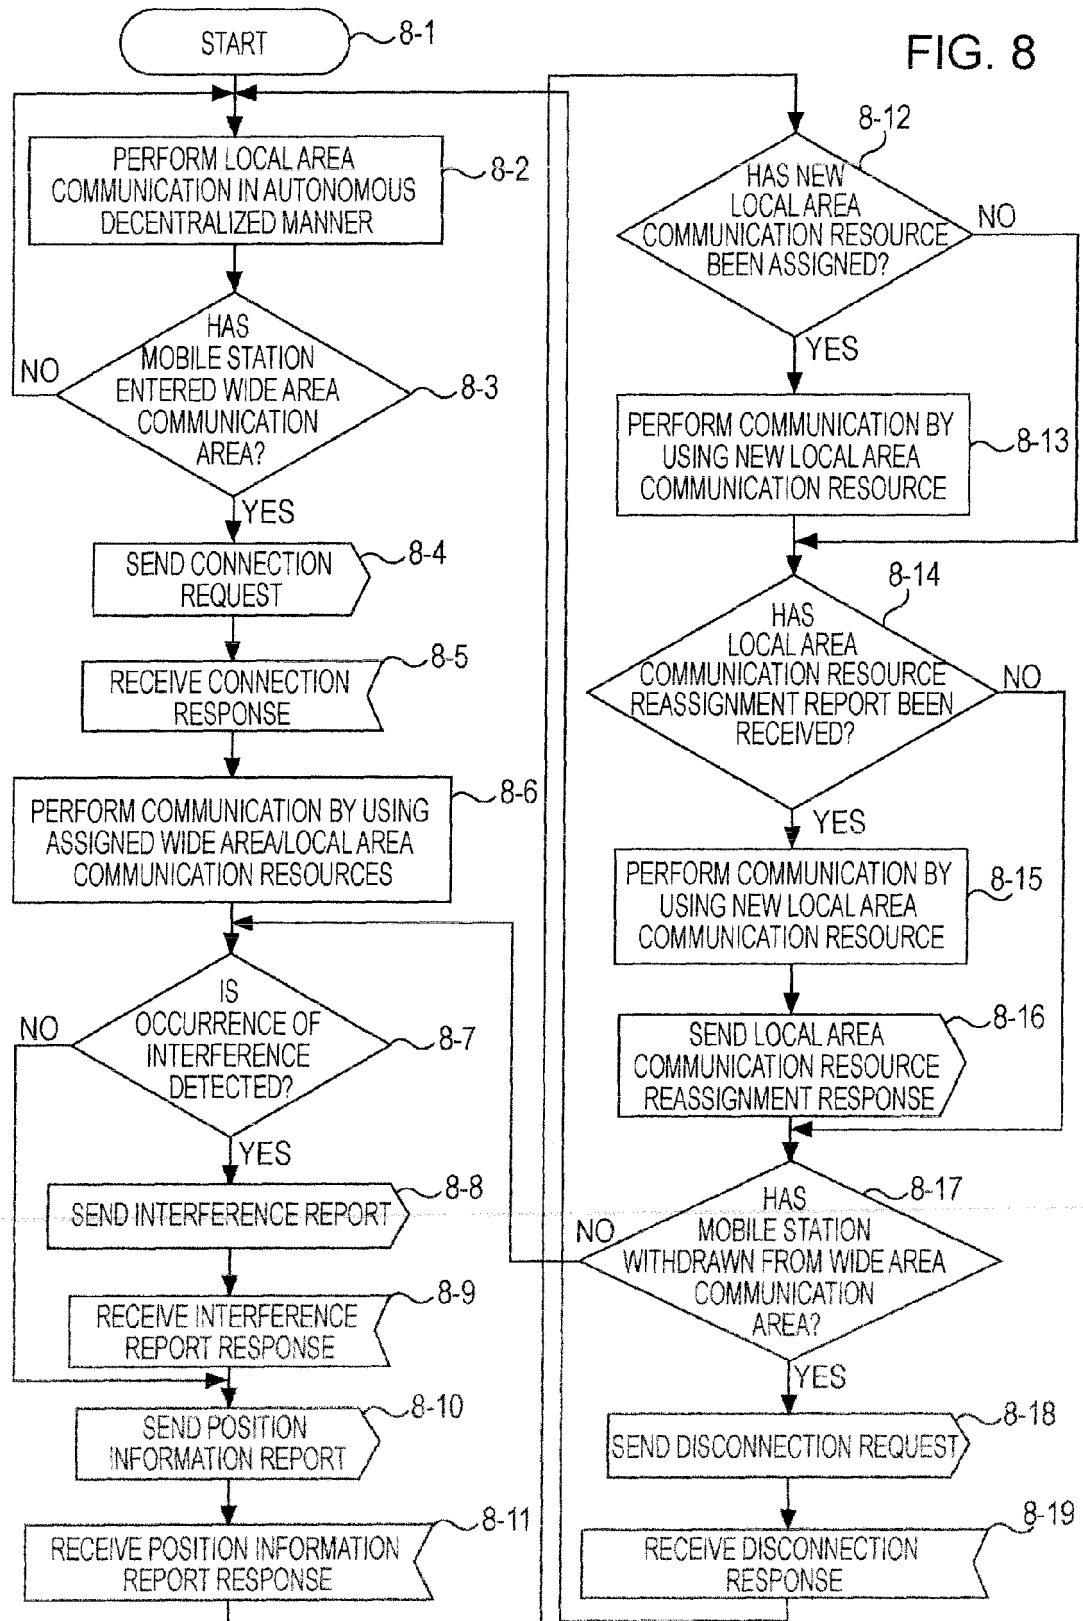 FIG. 8
START
8-1
PERFORM LOCAL AREA
COMMUNICATION IN AUTONOMOUS
DECENTRALIZED MANNER
8-2
HAS
MOBILE STATION
ENTERED WIDE AREA
COMMUNICATION
AREA?
8-3
NO
YES
SEND CONNECTION
REQUEST
8-4
RECEIVE CONNECTION
RESPONSE
8-5
PERFORM COMMUNICATION BY USING
ASSIGNED WIDE AREA/LOCAL AREA
COMMUNICATION RESOURCES
8-6
IS
OCCURRENCE OF
INTERFERENCE
DETECTED?
8-7
NO
YES
SEND INTERFERENCE REPORT
8-8
RECEIVE INTERFERENCE
REPORT RESPONSE
8-9
SEND POSITION
INFORMATION REPORT
8-10
RECEIVE POSITION INFORMATION
REPORT RESPONSE
8-11
HAS NEW
LOCAL AREA
COMMUNICATION RESOURCE
BEEN ASSIGNED?
8-12
NO
YES
PERFORM COMMUNICATION BY
USING NEW LOCAL AREA
COMMUNICATION RESOURCE
8-13
HAS
LOCAL AREA
COMMUNICATION RESOURCE
REASSIGNMENT REPORT BEEN
RECEIVED?
8-14
NO
YES
PERFORM COMMUNICATION BY
USING NEW LOCAL AREA
COMMUNICATION RESOURCE
8-15
SEND LOCAL AREA
COMMUNICATION RESOURCE
REASSIGNMENT RESPONSE
8-16
HAS
MOBILE STATION
WITHDRAWN FROM WIDE AREA
COMMUNICATION
AREA?
8-17
NO
YES
SEND DISCONNECTION REQUEST
8-18
RECEIVE DISCONNECTION
RESPONSE
8-19